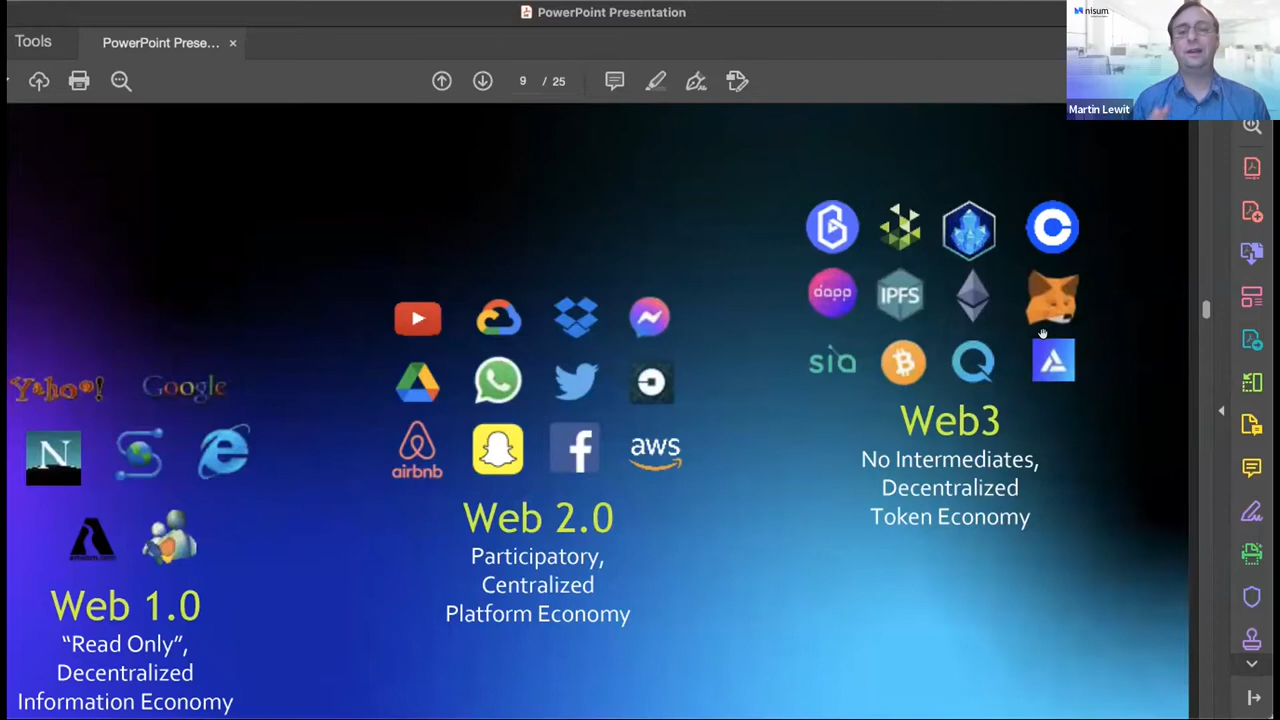 PowerPoint Presentation
Tools
PowerPoint Prese...
9 / 25
nisum
Martin Lewit
dapp
IPFS
sia
YAHOO!
Google
N
airbnb
f
aws
Web3
No Intermediates,
Decentralized
Token Economy
Web 2.0
Participatory,
Centralized
Platform Economy
Web 1.0
“Read Only”,
Decentralized
Information Economy